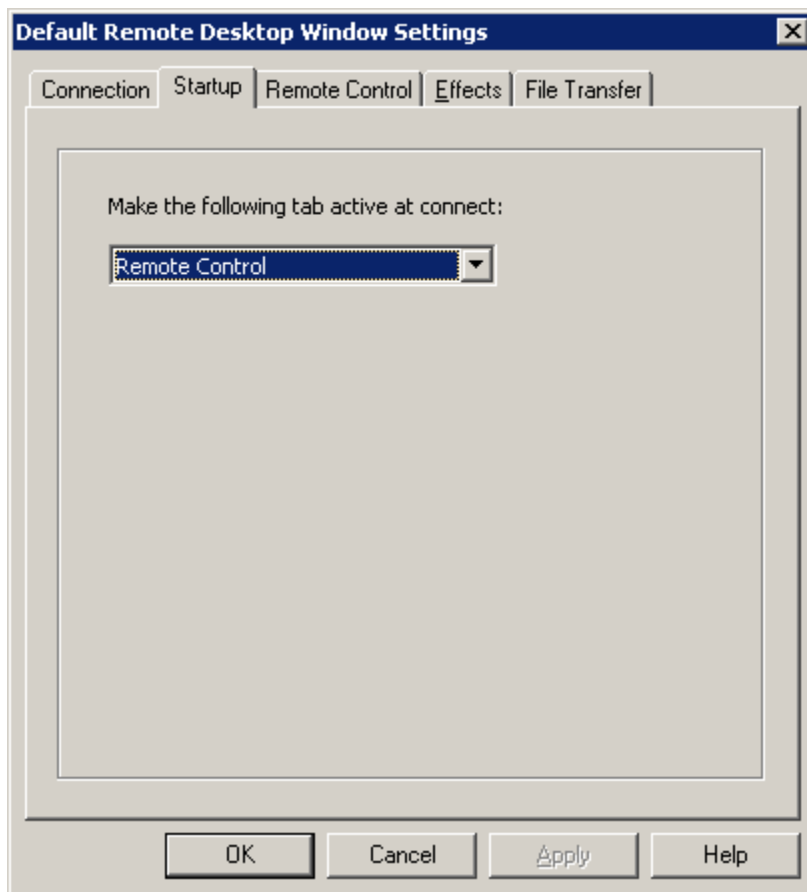 Default Remote Desktop Window Settings
Connection Startup Remote Control Effects File Transfer
Make the following tab active at connect:
Remote Control
OK Cancel Apply Help